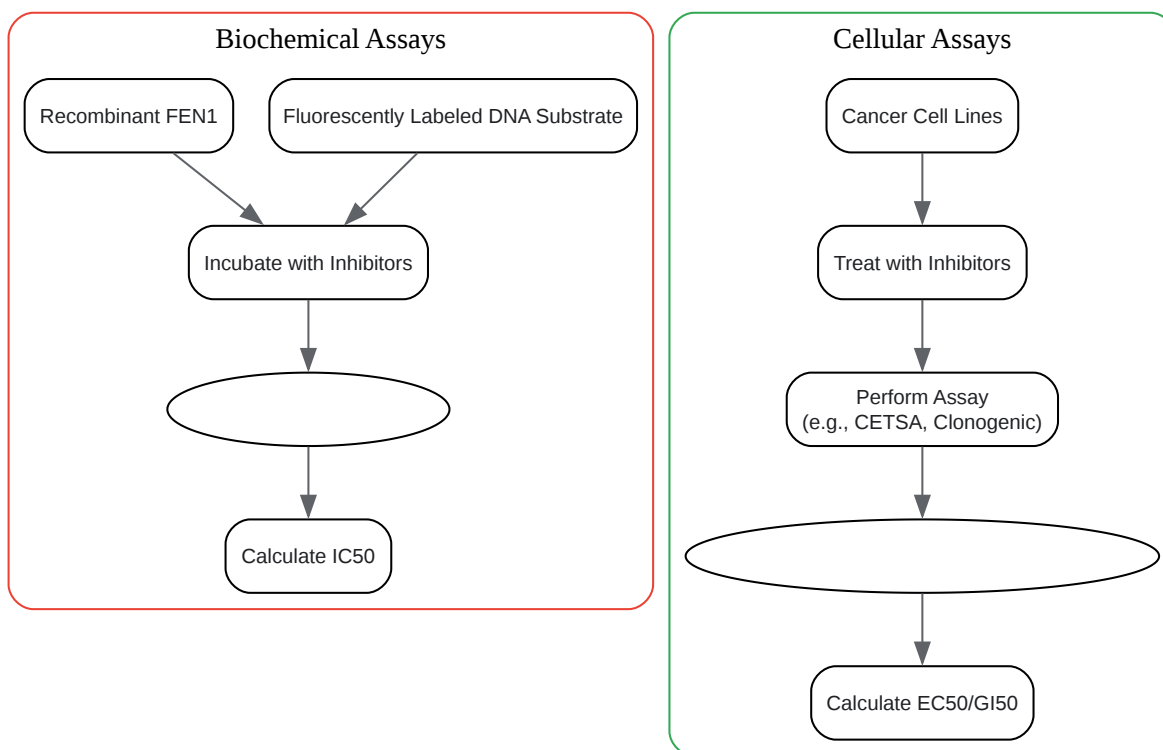 Biochemical Assays
Recombinant FEN1
Fluorescently Labeled DNA Substrate
Incubate with Inhibitors
Calculate IC50
Cellular Assays
Cancer Cell Lines
Treat with Inhibitors
Perform Assay
(e.g., CETSA, Clonogenic)
Calculate EC50/GI50